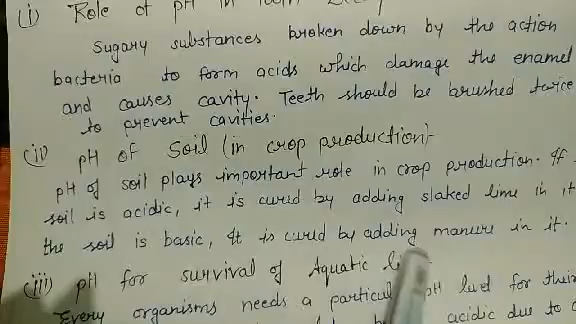 (i) Role of pH in Tooth Decay
Sugary substances broken down by the action
bacteria to form acids which damage the enamel
and causes cavity. Teeth should be brushed twice
to prevent cavities.
(ii) pH of Soil (in crop production)-
pH of soil plays important role in crop production. If
soil is acidic, it is cured by adding slaked lime in it
the soil is basic, it is cured by adding manure in it.
(iii) pH for survival of Aquatic
Every organisms needs a particul pH level for their
acidic due to